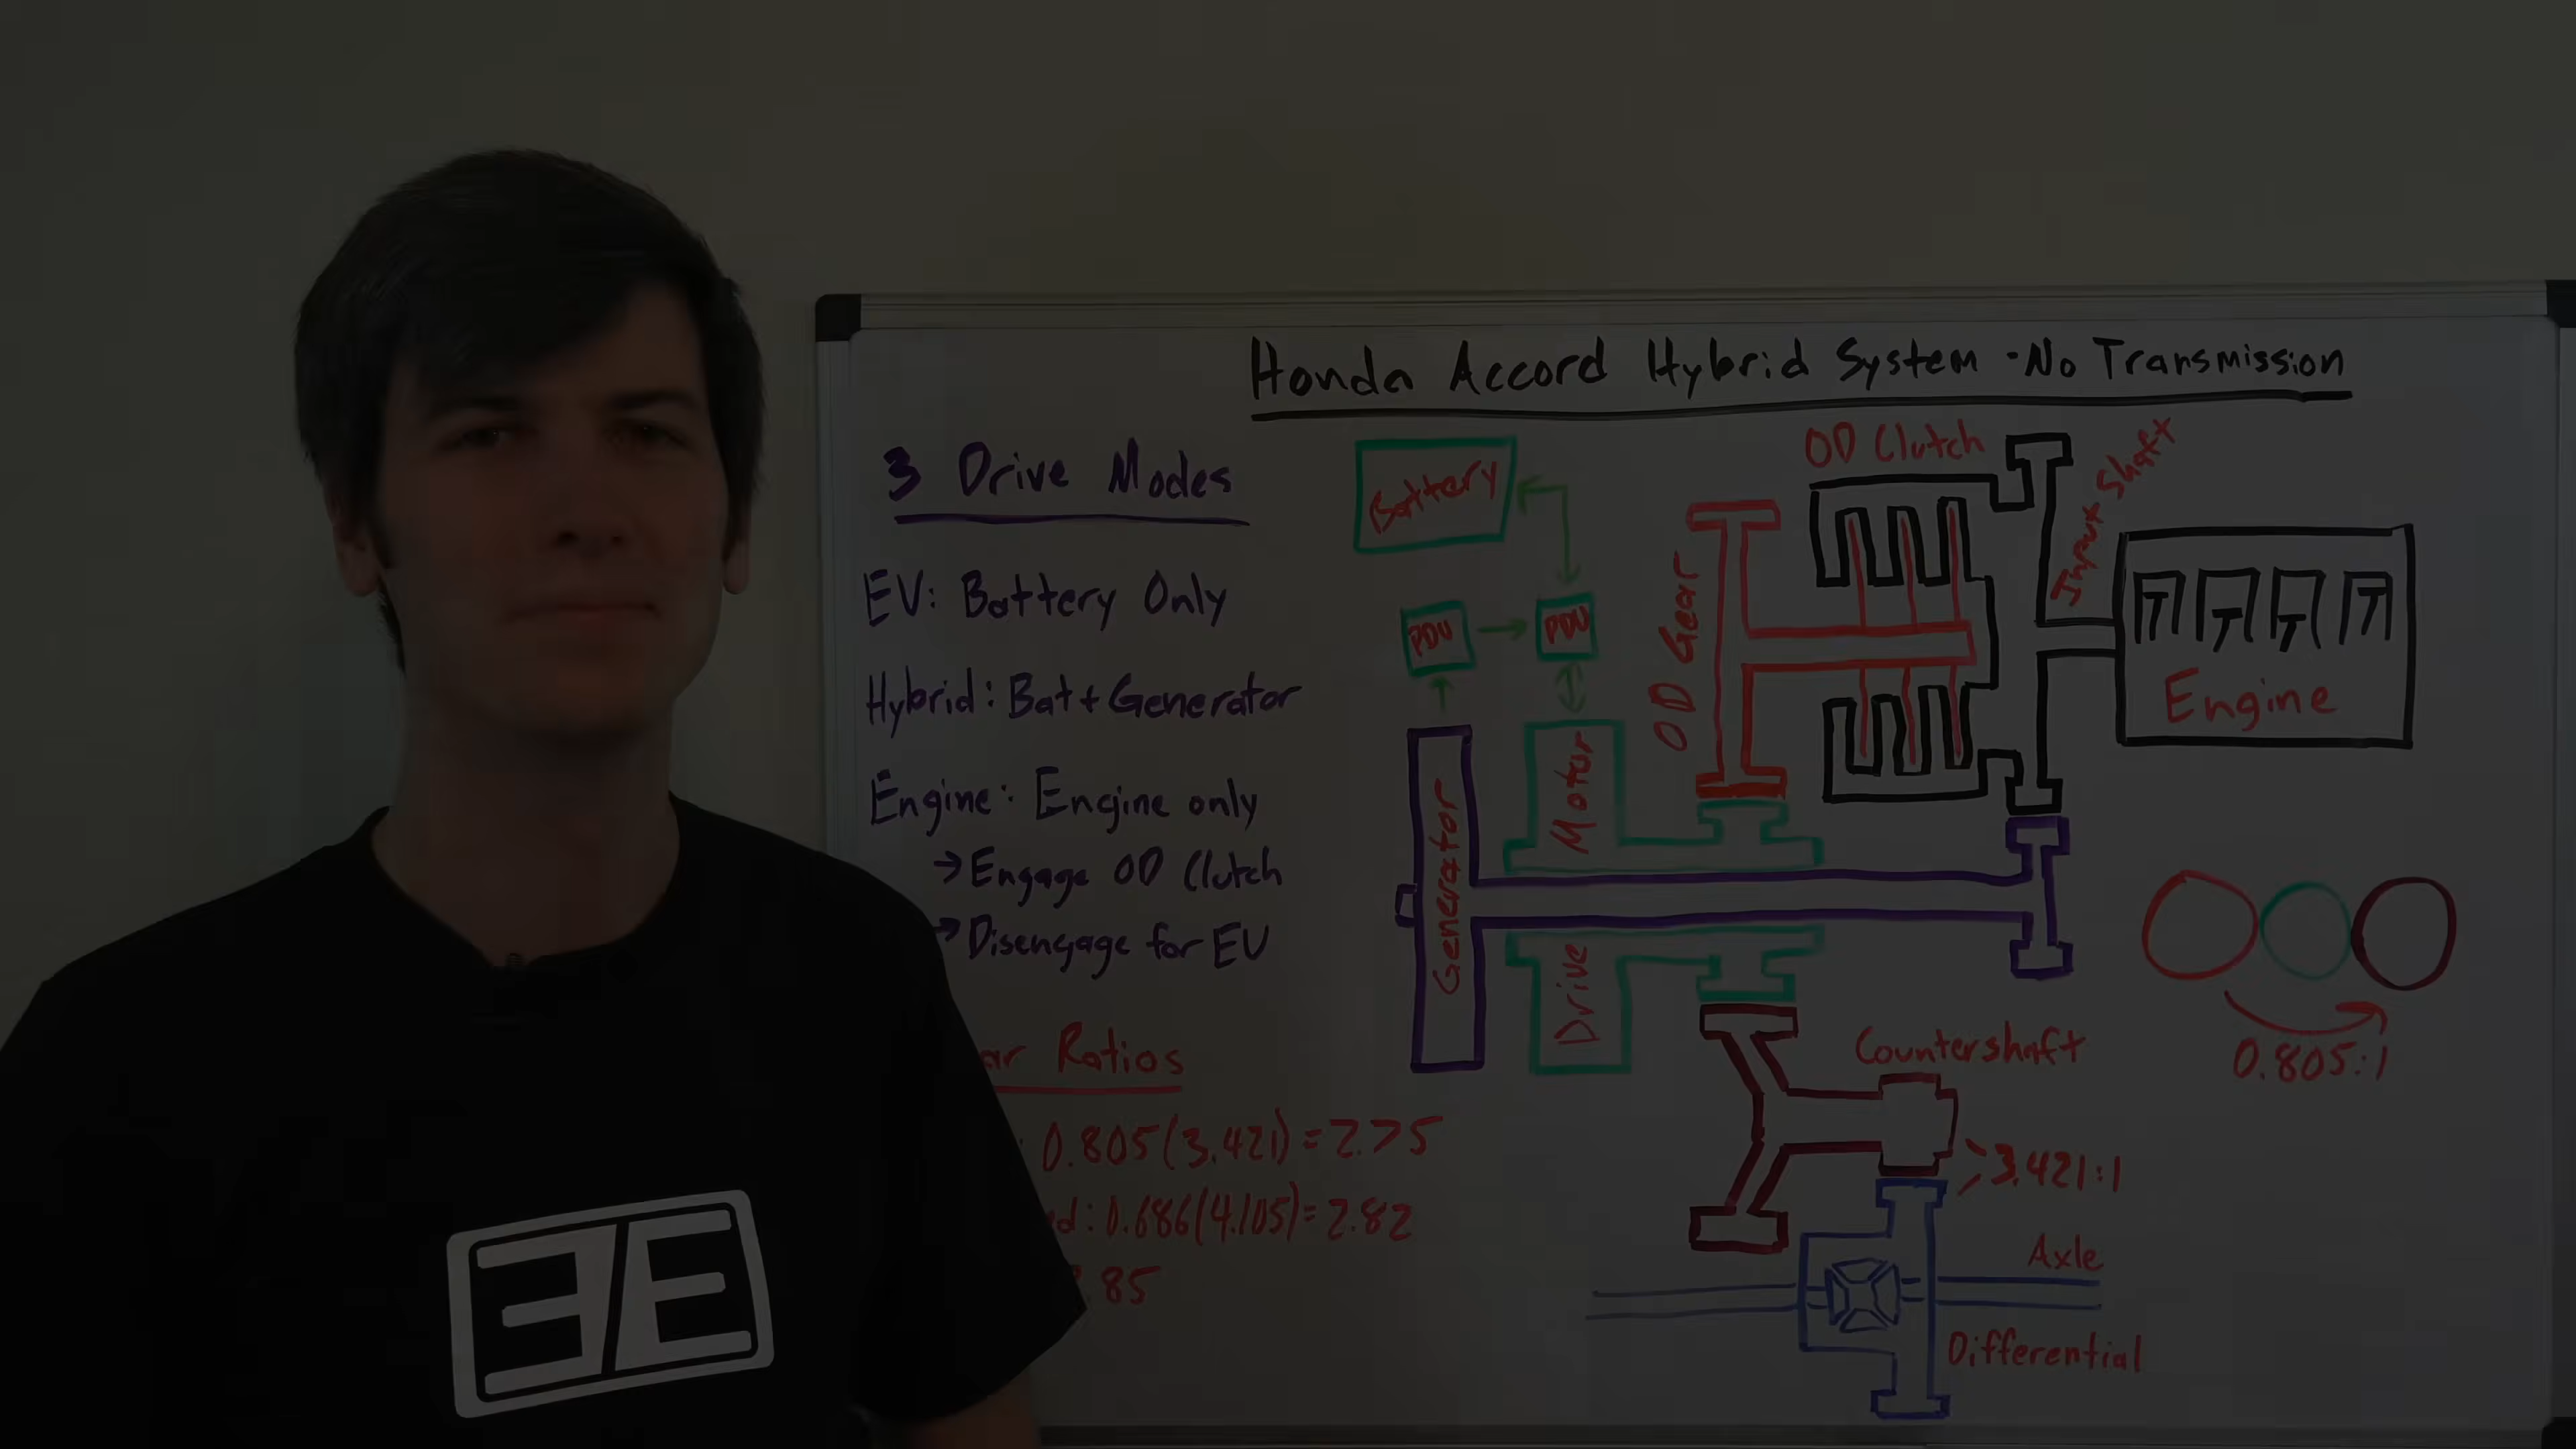 Honda Accord Hybrid System - No Transmission
3 Drive Modes
EV: Battery Only
Hybrid: Bat + Generator
Engine: Engine only
→ Engage OD Clutch
→ Disengage for EV
Ratios
0.805(3.421)=2.75
: 0.686(4.105)=2.82
85
Battery
PDU
PDU
OD Gear
OD Clutch
Input Shaft
Engine
Generator
Motor
Drive
Countershaft
0.805:1
3.421:1
Axle
Differential
EE